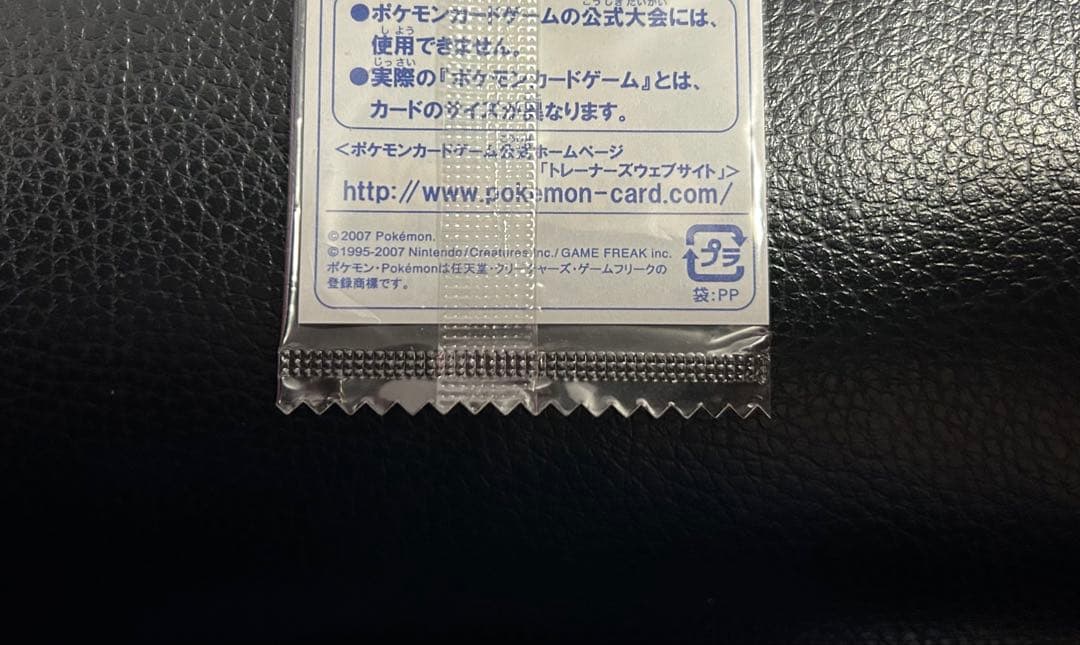 ●ポケモンカードゲームの公式大会には、
使用できません。
●実際の『ポケモンカードゲーム』とは、
カードのサイズが異なります。
<ポケモンカードゲーム公式ホームページ
「トレーナーズウェブサイト」>
http://www.pokemon-card.com/
©2007 Pokémon.
©1995-2007 Nintendo/Creatures inc./GAME FREAK inc.
ポケモン・Pokémonは任天堂・クリーチャーズ・ゲームフリークの
登録商標です。
プラ
袋:PP